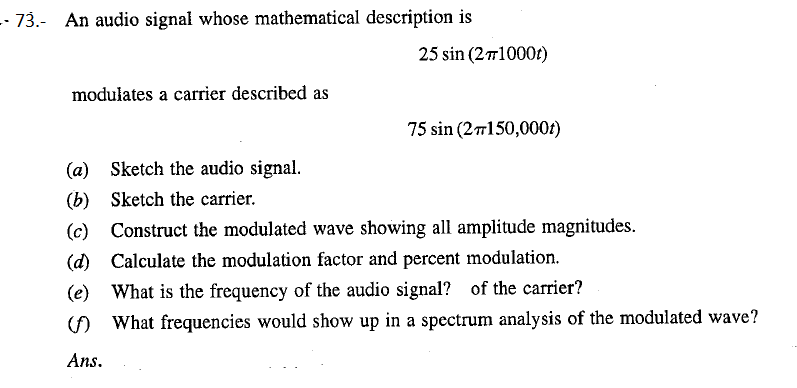 -· 73.- An audio signal whose mathematical description is
25 sin (2π1000t)
modulates a carrier described as
75 sin (2π150,000t)
(a) Sketch the audio signal.
(b) Sketch the carrier.
(c) Construct the modulated wave showing all amplitude magnitudes.
(d) Calculate the modulation factor and percent modulation.
(e) What is the frequency of the audio signal? of the carrier?
(f) What frequencies would show up in a spectrum analysis of the modulated wave?
Ans.